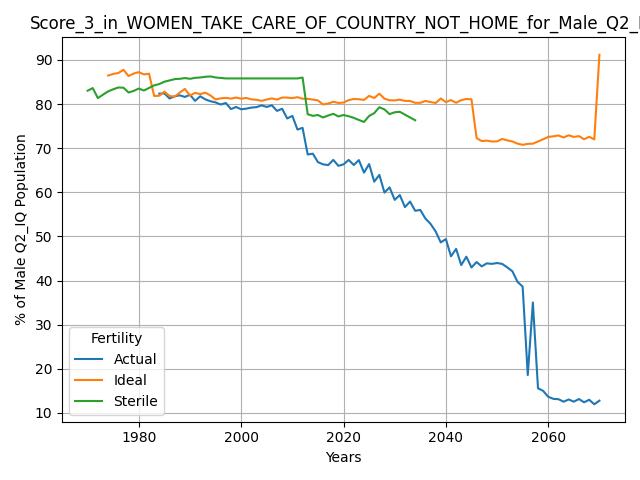 Score_3_in_WOMEN_TAKE_CARE_OF_COUNTRY_NOT_HOME_for_Male_Q2_I
90
80
70
60
50
40
30
20
10
% of Male Q2_IQ Population
Fertility
Actual
Ideal
Sterile
1980
2000
2020
2040
2060
Years